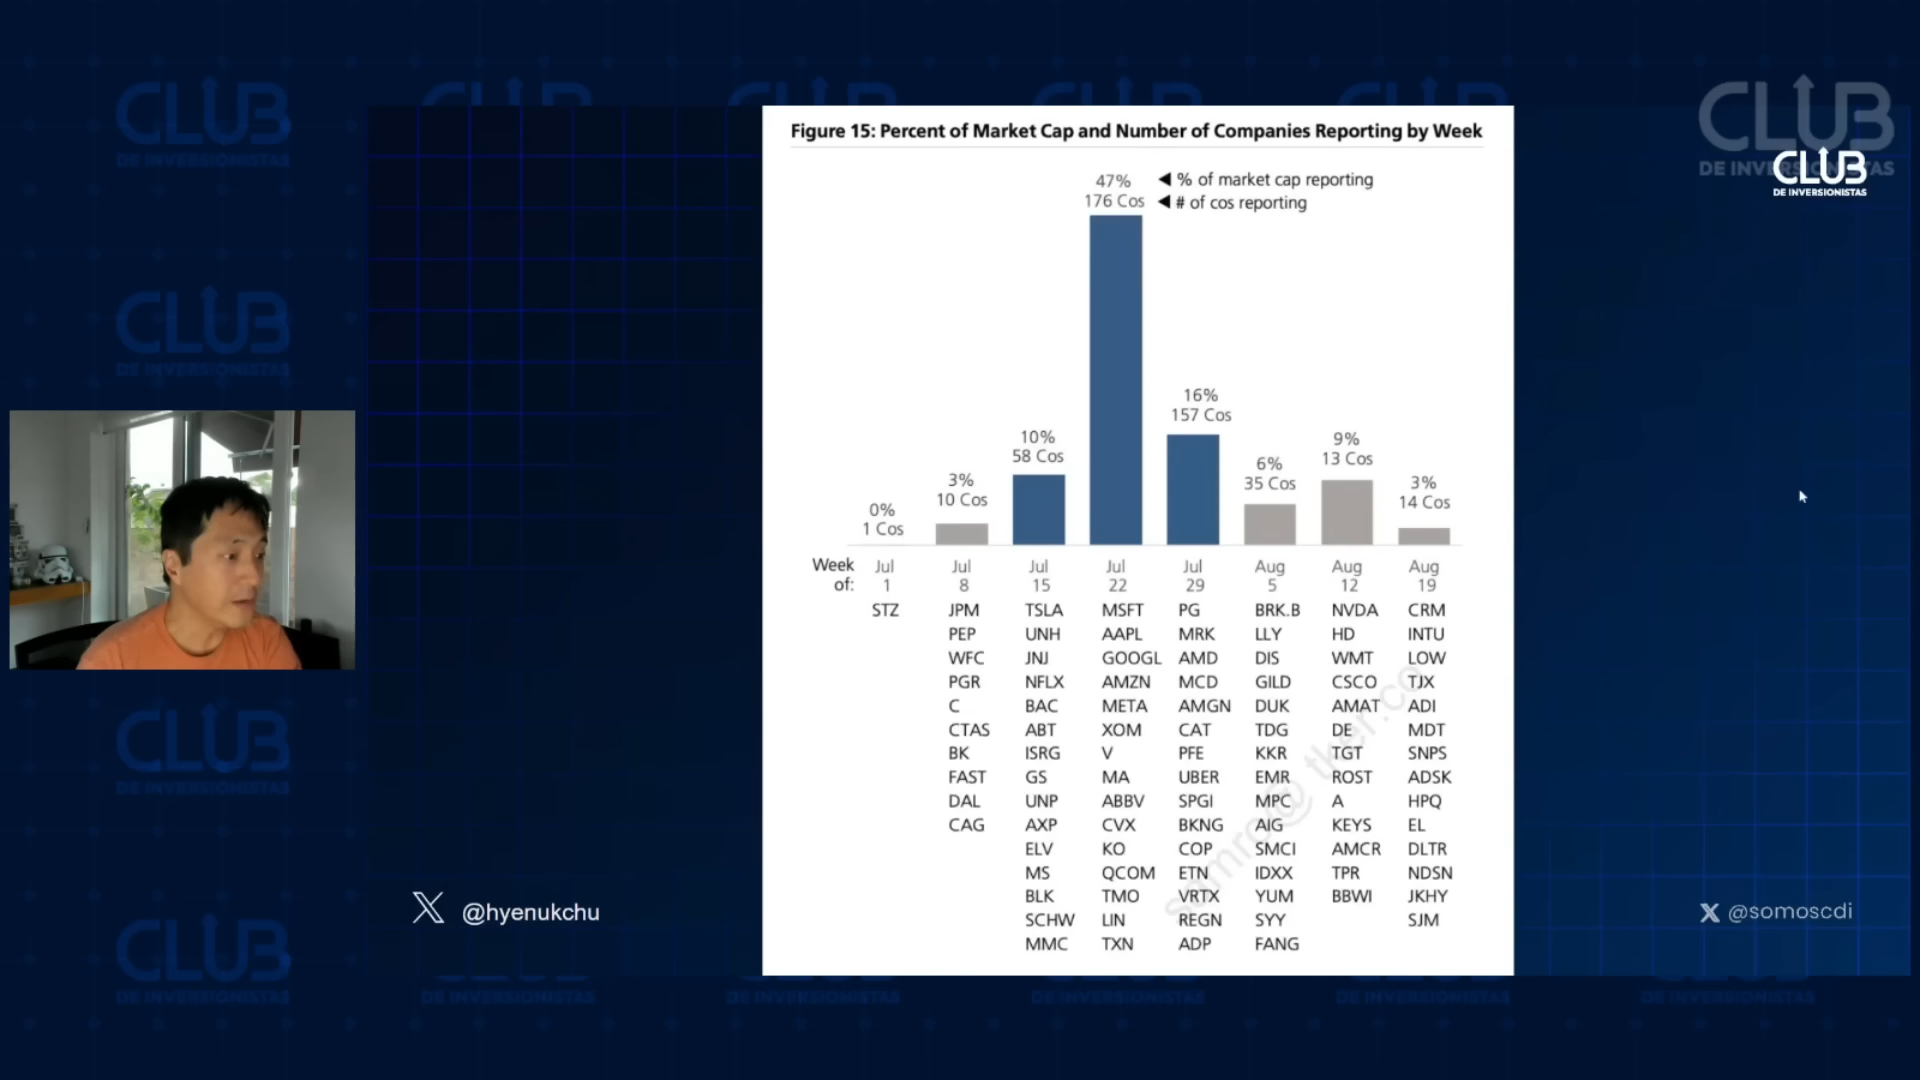 CLUB
DE INVERSIONISTAS
CLUB
DE INVERSIONISTAS
Figure 15: Percent of Market Cap and Number of Companies Reporting by Week
47%
176 Cos
◀ % of market cap reporting
◀ # of cos reporting
16%
157 Cos
10%
58 Cos
9%
13 Cos
6%
35 Cos
3%
10 Cos
3%
14 Cos
0%
1 Cos
Week of: Jul 1 Jul 8 Jul 15 Jul 22 Jul 29 Aug 5 Aug 12 Aug 19
STZ JPM TSLA MSFT PG BRK.B NVDA CRM
PEP UNH AAPL MRK LLY HD INTU
WFC JNJ GOOGL AMD DIS WMT LOW
PGR NFLX AMZN MCD GILD CSCO TJX
C BAC META AMGN DUK AMAT ADI
CTAS ABT XOM CAT TDG DE MDT
BK ISRG V PFE KKR TGT SNPS
FAST GS MA UBER EMR ROST ADSK
DAL UNP ABBV SPGI MPC A HPQ
CAG AXP CVX BKNG AIG KEYS EL
ELV KO COP SMCI AMCR DLTR
MS QCOM ETN IDXX TPR NDSN
BLK TMO VRTX YUM BBWI JKHY
SCHW LIN REGN SYY SJM
MMC TXN ADP FANG
@hyenukchu
@somoscdi